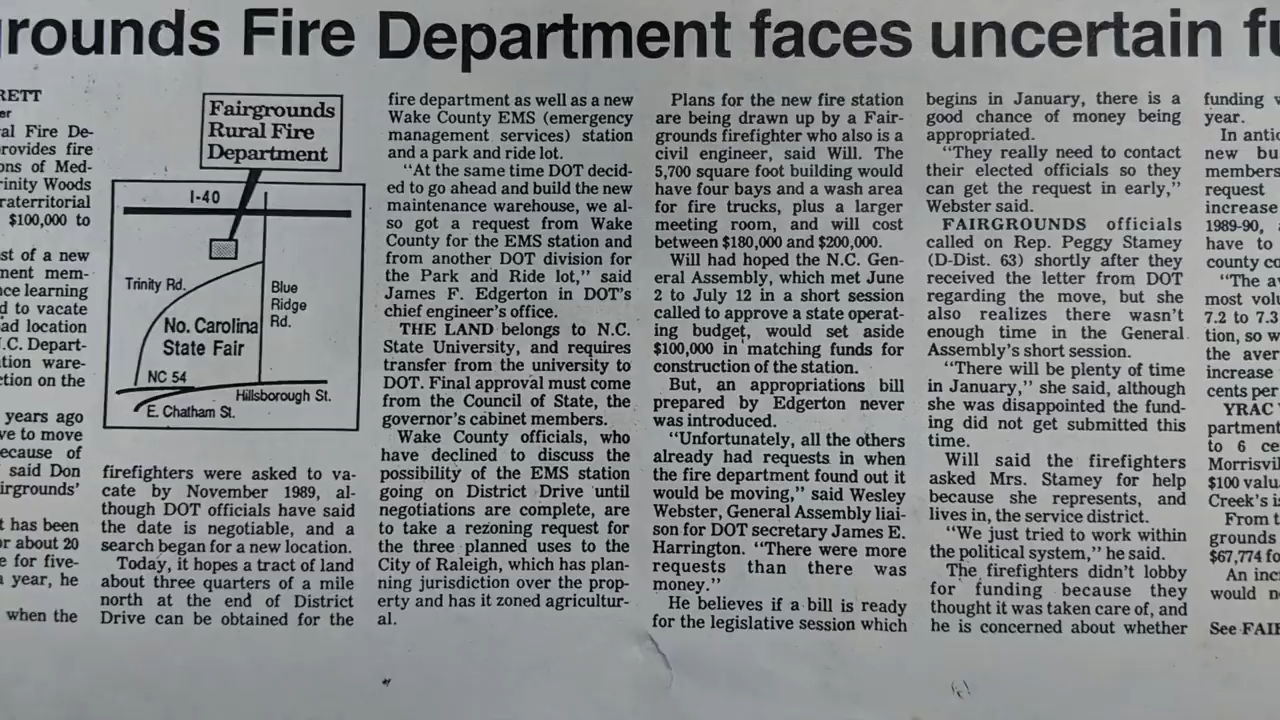 rounds Fire Department faces uncertain fu
RETT
er
al Fire De-
rovides fire
ons of Med-
rinity Woods
raterritorial
$100,000 to
st of a new
ment mem-
nce learning
d to vacate
ad location
.C. Depart-
tion ware-
ction on the
years ago
ve to move
ecause of
said Don
irgrounds'
t has been
or about 20
e for five-
a year, he
when the
Fairgrounds
Rural Fire
Department
I-40
Trinity Rd.
Blue
Ridge
Rd.
No. Carolina
State Fair
NC 54
Hillsborough St.
E. Chatham St.
firefighters were asked to va-
cate by November 1989, al-
though DOT officials have said
the date is negotiable, and a
search began for a new location.
Today, it hopes a tract of land
about three quarters of a mile
north at the end of District
Drive can be obtained for the
fire department as well as a new
Wake County EMS (emergency
management services) station
and a park and ride lot.
"At the same time DOT decid-
ed to go ahead and build the new
maintenance warehouse, we al-
so got a request from Wake
County for the EMS station and
from another DOT division for
the Park and Ride lot," said
James F. Edgerton in DOT's
chief engineer's office.
THE LAND belongs to N.C.
State University, and requires
transfer from the university to
DOT. Final approval must come
from the Council of State, the
governor's cabinet members.
Wake County officials, who
have declined to discuss the
possibility of the EMS station
going on District Drive until
negotiations are complete, are
to take a rezoning request for
the three planned uses to the
City of Raleigh, which has plan-
ning jurisdiction over the prop-
erty and has it zoned agricultur-
al.
Plans for the new fire station
are being drawn up by a Fair-
grounds firefighter who also is a
civil engineer, said Will. The
5,700 square foot building would
have four bays and a wash area
for fire trucks, plus a larger
meeting room, and will cost
between $180,000 and $200,000.
Will had hoped the N.C. Gen-
eral Assembly, which met June
2 to July 12 in a short session
called to approve a state operat-
ing budget, would set aside
$100,000 in matching funds for
construction of the station.
But, an appropriations bill
prepared by Edgerton never
was introduced.
"Unfortunately, all the others
already had requests in when
the fire department found out it
would be moving," said Wesley
Webster, General Assembly liai-
son for DOT secretary James E.
Harrington. "There were more
requests than there was
money."
He believes if a bill is ready
for the legislative session which
begins in January, there is a
good chance of money being
appropriated.
"They really need to contact
their elected officials so they
can get the request in early,"
Webster said.
FAIRGROUNDS officials
called on Rep. Peggy Stamey
(D-Dist. 63) shortly after they
received the letter from DOT
regarding the move, but she
also realizes there wasn't
enough time in the General
Assembly's short session.
"There will be plenty of time
in January," she said, although
she was disappointed the fund-
ing did not get submitted this
time.
Will said the firefighters
asked Mrs. Stamey for help
because she represents, and
lives in, the service district.
"We just tried to work within
the political system," he said.
The firefighters didn't lobby
for funding because they
thought it was taken care of, and
he is concerned about whether
funding
year.
In antic
new bu
members
request
increase
1989-90,
have to
county co
"The av
most volu
7.2 to 7.3
tion, so w
the aver
increase
cents per
YRAC
partment
to 6 ce
Morrisvil
$100 valu
Creek's i
From t
grounds
$67,774 fo
An inc
would n
See FAI